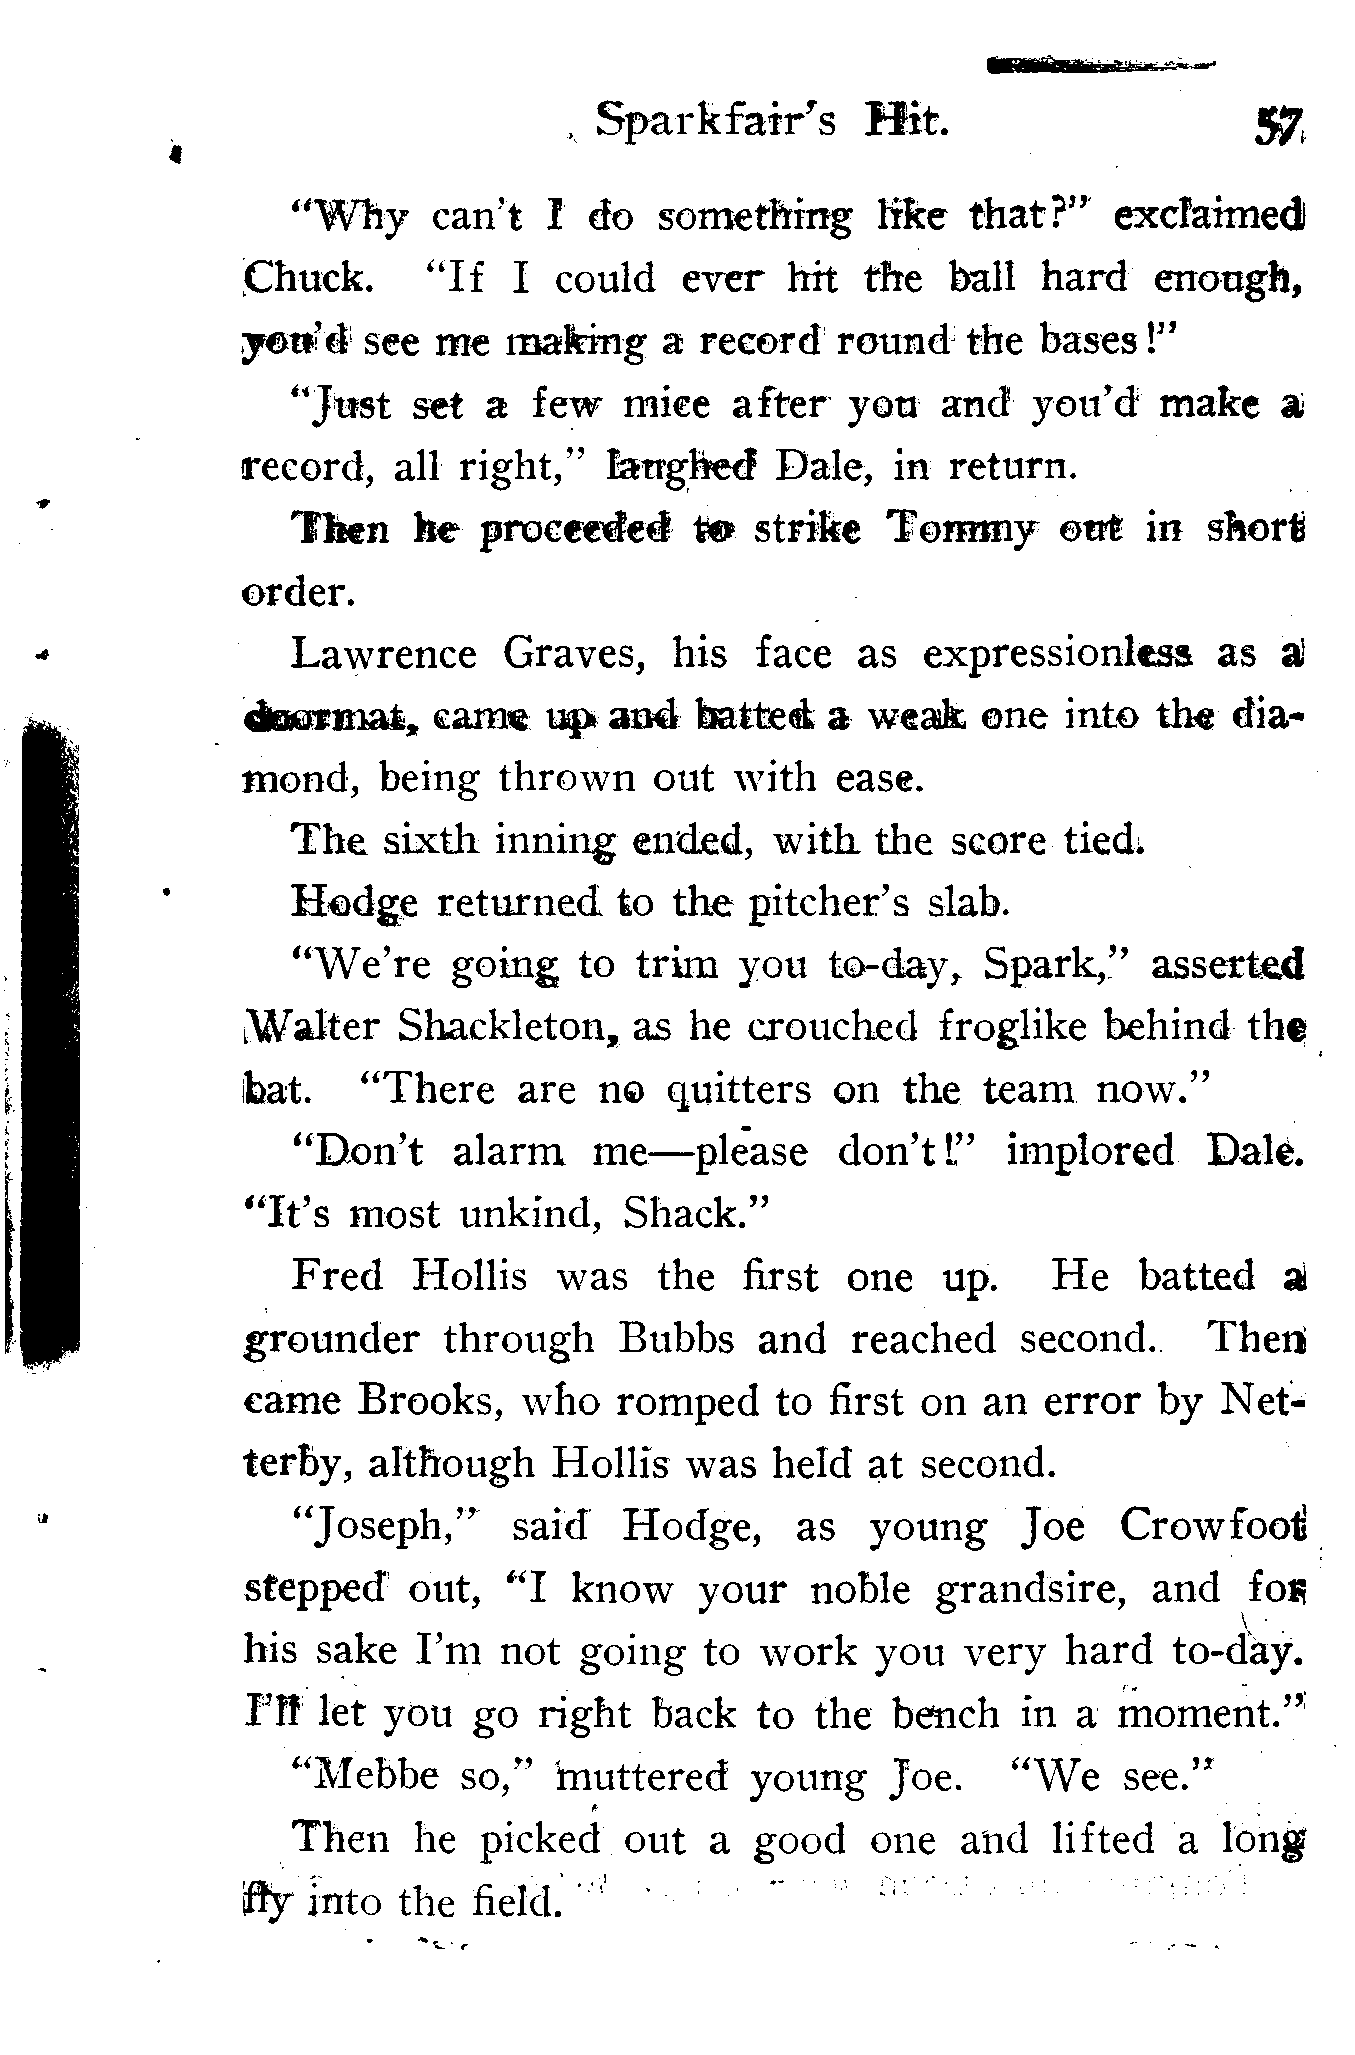 Sparkfair's Hit. 57
"Why can't I do something like that?" exclaimed
Chuck. "If I could ever hit the ball hard enough,
you'd see me making a record round the bases!"
"Just set a few mice after you and you'd make a
record, all right," laughed Dale, in return.
Then he proceeded to strike Tommy out in short
order.
Lawrence Graves, his face as expressionless as a
doormat, came up and batted a weak one into the dia-
mond, being thrown out with ease.
The sixth inning ended, with the score tied.
Hodge returned to the pitcher's slab.
"We're going to trim you to-day, Spark," asserted
Walter Shackleton, as he crouched froglike behind the
bat. "There are no quitters on the team now."
"Don't alarm me—please don't!" implored Dale.
"It's most unkind, Shack."
Fred Hollis was the first one up. He batted a
grounder through Bubbs and reached second. Then
came Brooks, who romped to first on an error by Net-
terby, although Hollis was held at second.
"Joseph," said Hodge, as young Joe Crowfoot
stepped out, "I know your noble grandsire, and for
his sake I'm not going to work you very hard to-day.
I'll let you go right back to the bench in a moment."
"Mebbe so," muttered young Joe. "We see."
Then he picked out a good one and lifted a long
fly into the field.